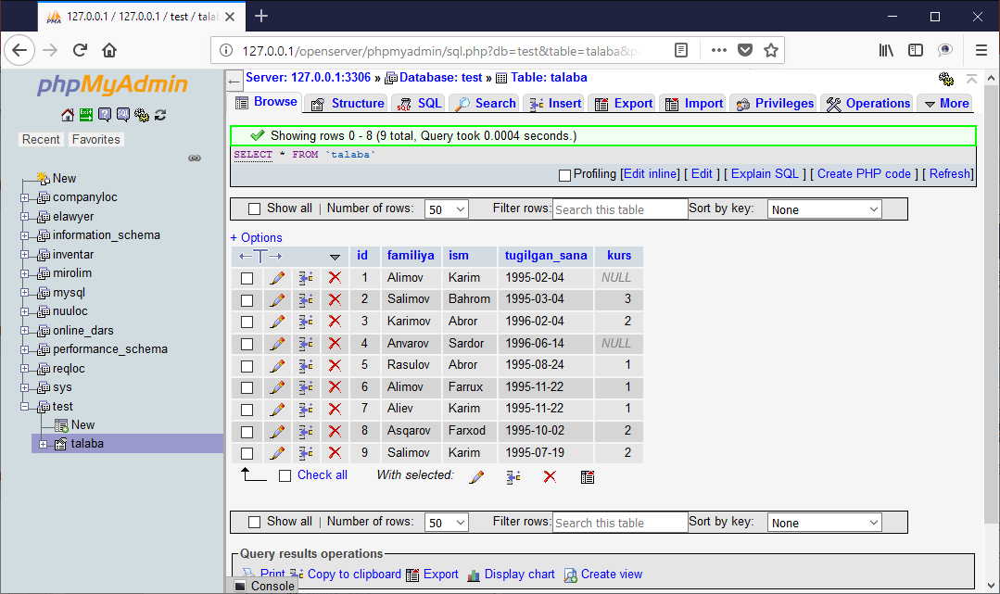 127.0.0.1 / 127.0.0.1 / test / talab
127.0.0.1/openserver/phpmyadmin/sql.php?db=test&table=talaba&p
phpMyAdmin
Recent Favorites
New
companyloc
elawyer
information_schema
inventar
mirolim
mysql
nuuloc
online_dars
performance_schema
reqloc
sys
test
New
talaba
Server: 127.0.0.1:3306 » Database: test » Table: talaba
Browse Structure SQL Search Insert Export Import Privileges Operations More
Showing rows 0 - 8 (9 total, Query took 0.0004 seconds.)
SELECT * FROM `talaba`
Profiling [Edit inline] [ Edit ] [ Explain SQL ] [ Create PHP code ] [ Refresh]
Show all | Number of rows: 50 Filter rows: Search this table Sort by key: None
+ Options
id familiya ism tugilgan_sana kurs
1 Alimov Karim 1995-02-04 NULL
2 Salimov Bahrom 1995-03-04 3
3 Karimov Abror 1996-02-04 2
4 Anvarov Sardor 1996-06-14 NULL
5 Rasulov Abror 1995-08-24 1
6 Alimov Farrux 1995-11-22 1
7 Aliev Karim 1995-11-22 1
8 Asqarov Farxod 1995-10-02 2
9 Salimov Karim 1995-07-19 2
Check all With selected:
Show all | Number of rows: 50 Filter rows: Search this table Sort by key: None
Query results operations
Print Copy to clipboard Export Display chart Create view
Console